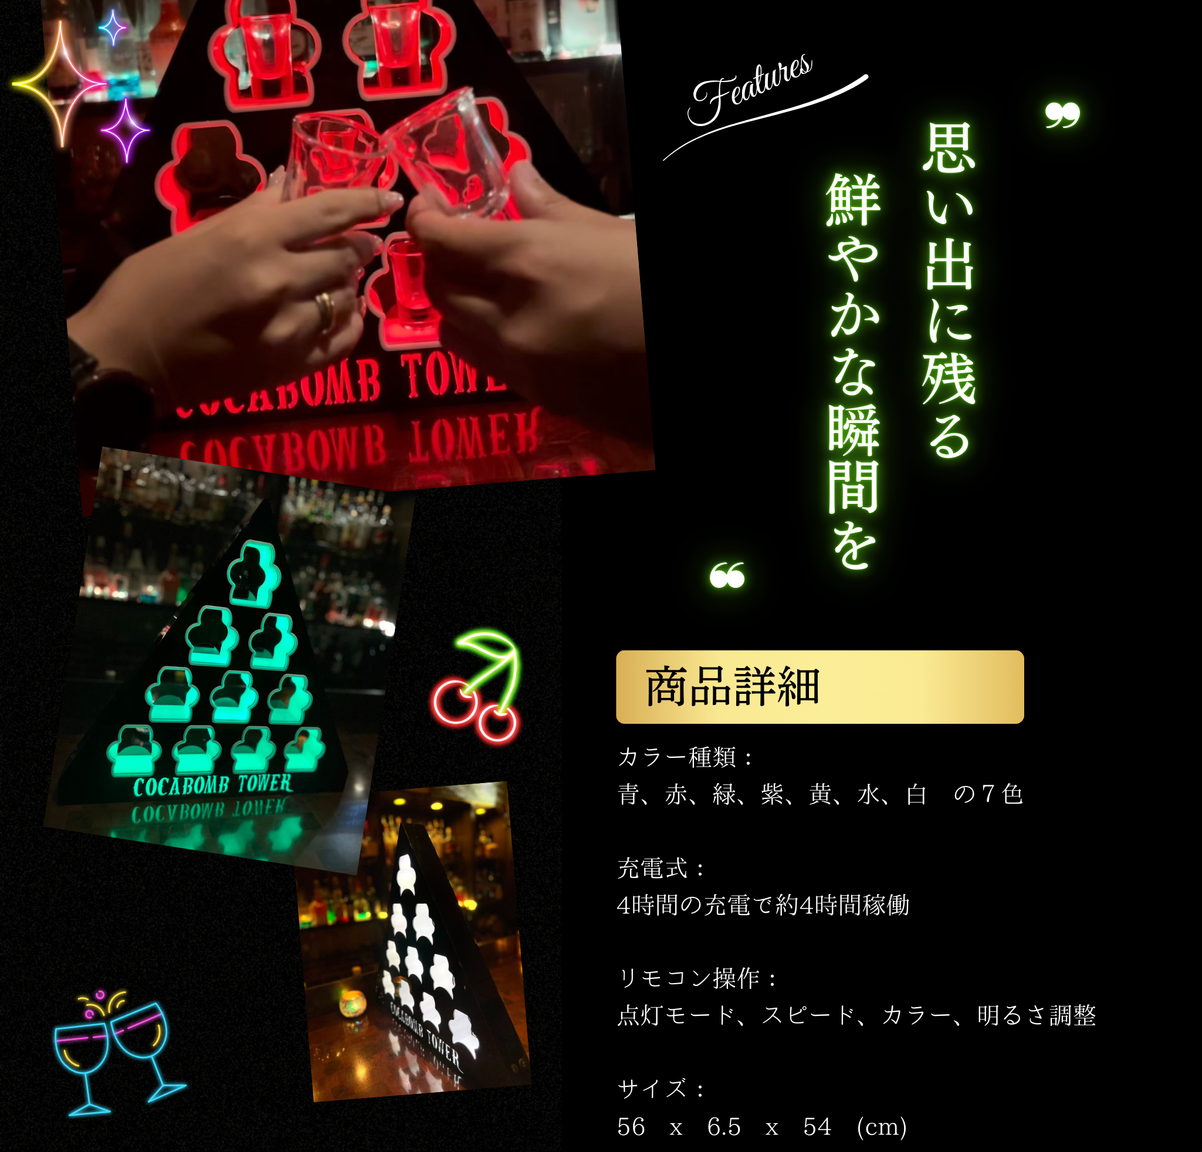 Features
❞
思い出に残る
鮮やかな瞬間を
❝
COCABOMB TOWE
COCABOMB TOWER
COCABOMB TOWER
COCABOMB TOWER
商品詳細
カラー種類：
青、赤、緑、紫、黄、水、白　の７色
充電式：
4時間の充電で約4時間稼働
リモコン操作：
点灯モード、スピード、カラー、明るさ調整
サイズ：
56　x　6.5　x　54　(cm)